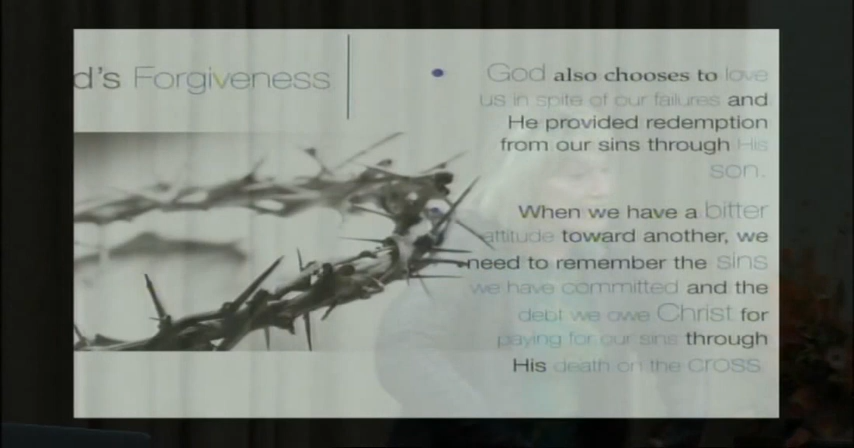 d's Forgiveness
God also chooses to love
us in spite of our failures and
He provided redemption
from our sins through His
son.
When we have a bitter
attitude toward another, we
need to remember the sins
we have committed and the
debt we owe Christ for
paying for our sins through
His death on the cross